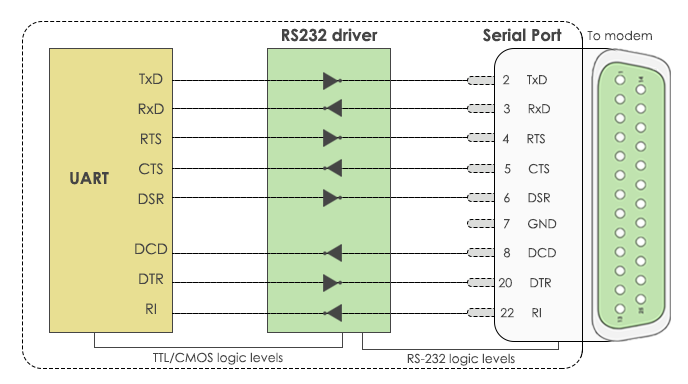 RS232 driver
Serial Port
To modem
UART
TxD
RxD
RTS
CTS
DSR
DCD
DTR
RI
2 TxD
3 RxD
4 RTS
5 CTS
6 DSR
7 GND
8 DCD
20 DTR
22 RI
TTL/CMOS logic levels
RS-232 logic levels